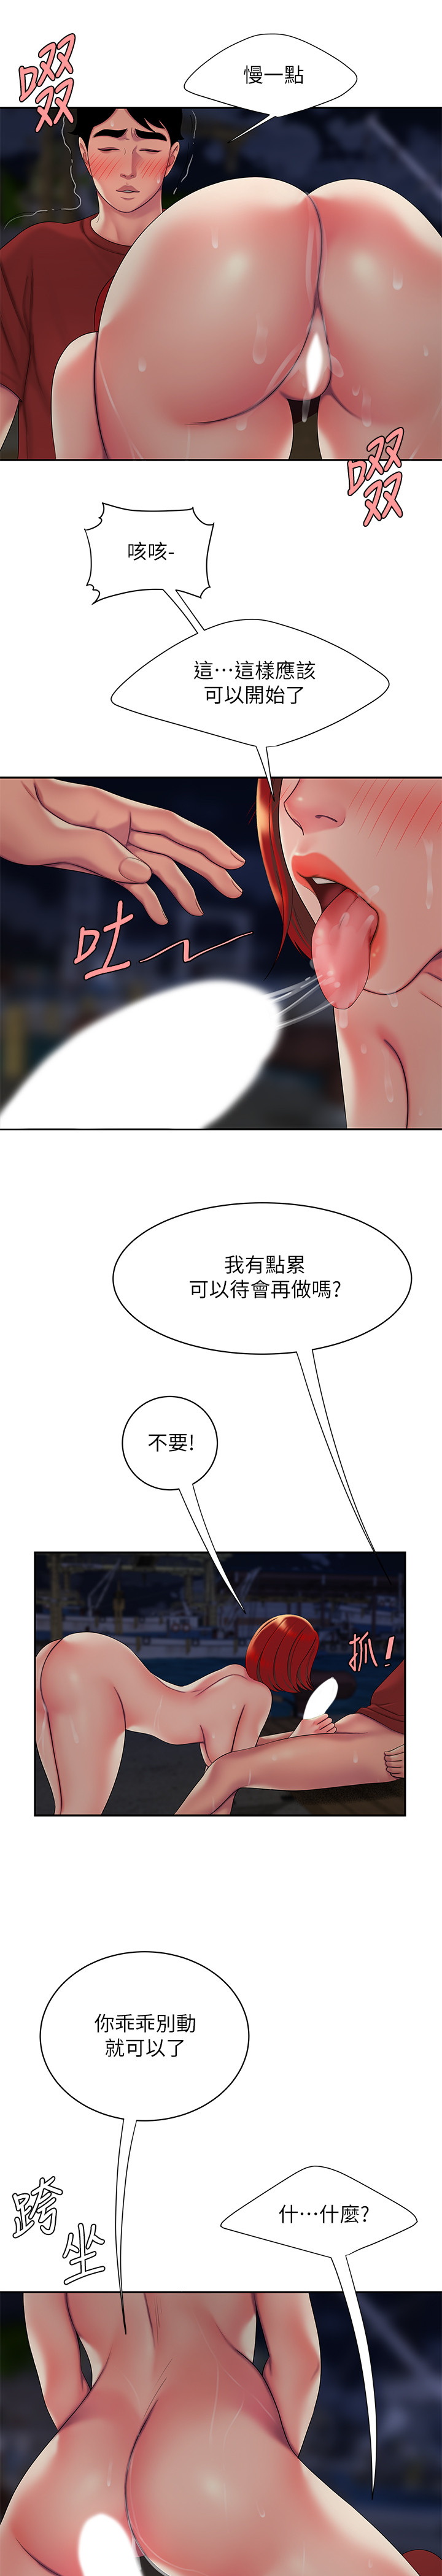 啜
啜
慢一點
啜
啜
咳咳-
這⋯這樣應該
可以開始了
吐
我有點累
可以待會再做嗎?
不要!
抓!
你乖乖別動
就可以了
跨
坐
什⋯什麼?